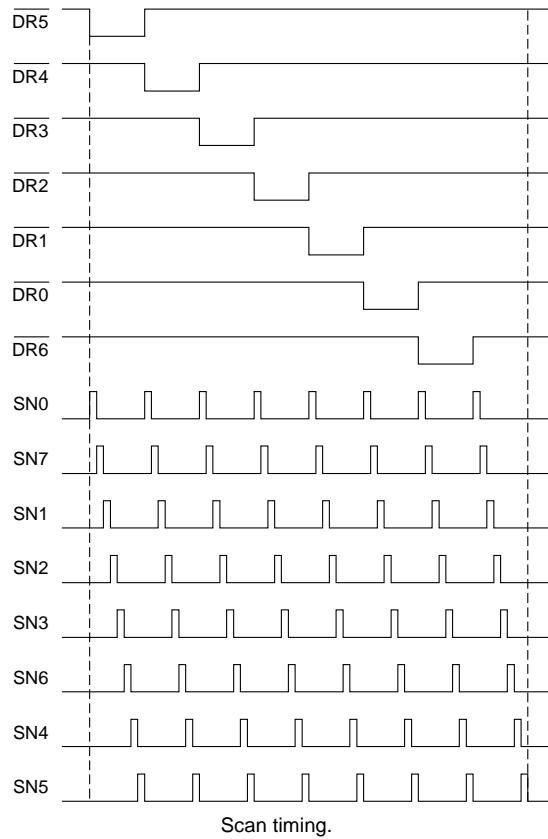 DR5
DR4
DR3
DR2
DR1
DR0
DR6
SN0
SN7
SN1
SN2
SN3
SN6
SN4
SN5
Scan timing.